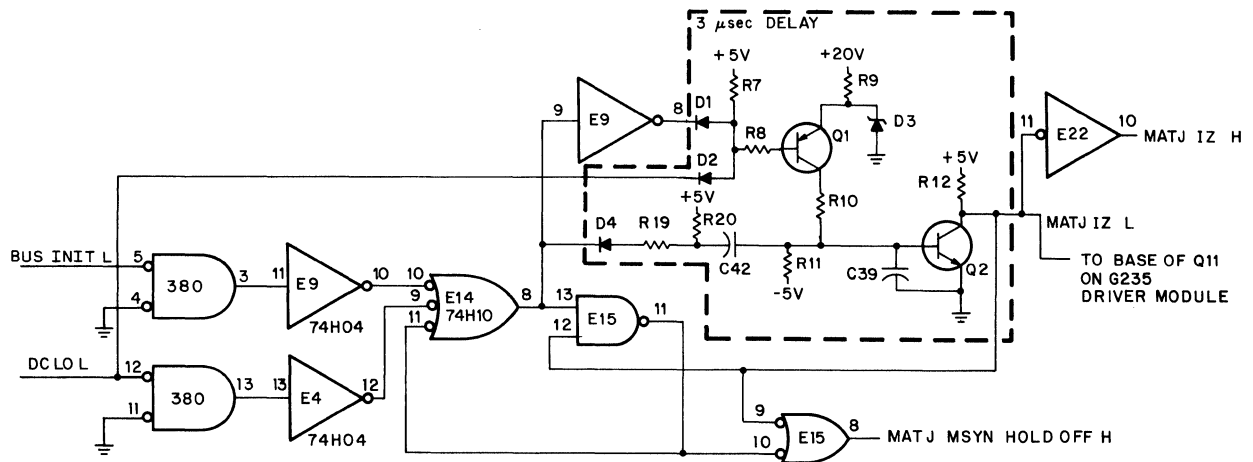 3 μsec DELAY
+5V
+20V
R7
R9
8
D1
9
E9
R8
Q1
D3
11
E22
10
MATJ IZ H
D2
+5V
+5V
R12
R10
R20
D4
R19
MATJ IZ L
C42
R11
C39
Q2
-5V
TO BASE OF Q11
ON G235
DRIVER MODULE
BUS INIT L
5
380
3
11
E9
10
10
9
E14
8
13
4
74H10
11
E15
11
74H04
12
DC LO L
12
380
13
13
E4
12
11
74H04
9
E15
8
MATJ MSYN HOLD OFF H
10